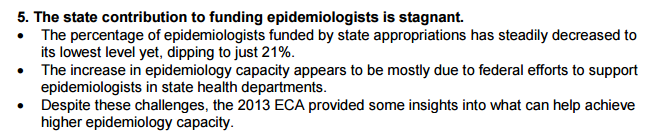 5. The state contribution to funding epidemiologists is stagnant.
• The percentage of epidemiologists funded by state appropriations has steadily decreased to
its lowest level yet, dipping to just 21%.
• The increase in epidemiology capacity appears to be mostly due to federal efforts to support
epidemiologists in state health departments.
• Despite these challenges, the 2013 ECA provided some insights into what can help achieve
higher epidemiology capacity.